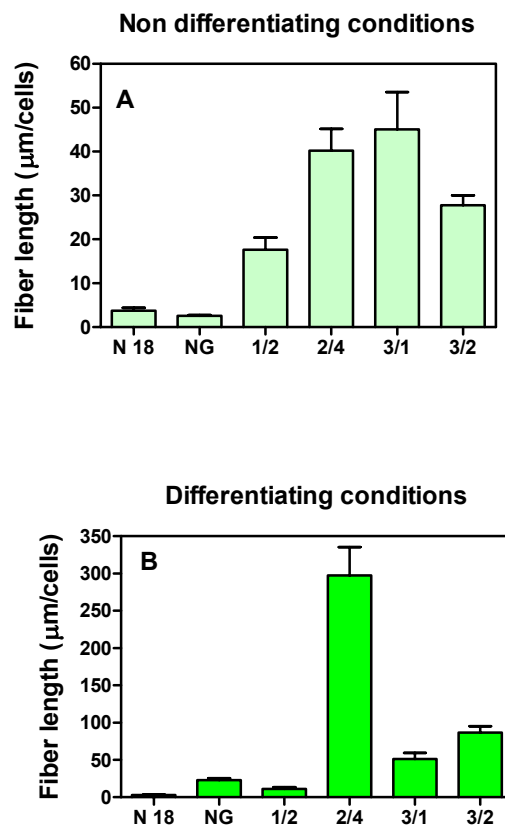 Non differentiating conditions
A
Fiber length (μm/cells)
60
50
40
30
20
10
0
N 18 NG 1/2 2/4 3/1 3/2
Differentiating conditions
B
Fiber length (μm/cells)
350
300
250
200
150
100
50
0
N 18 NG 1/2 2/4 3/1 3/2